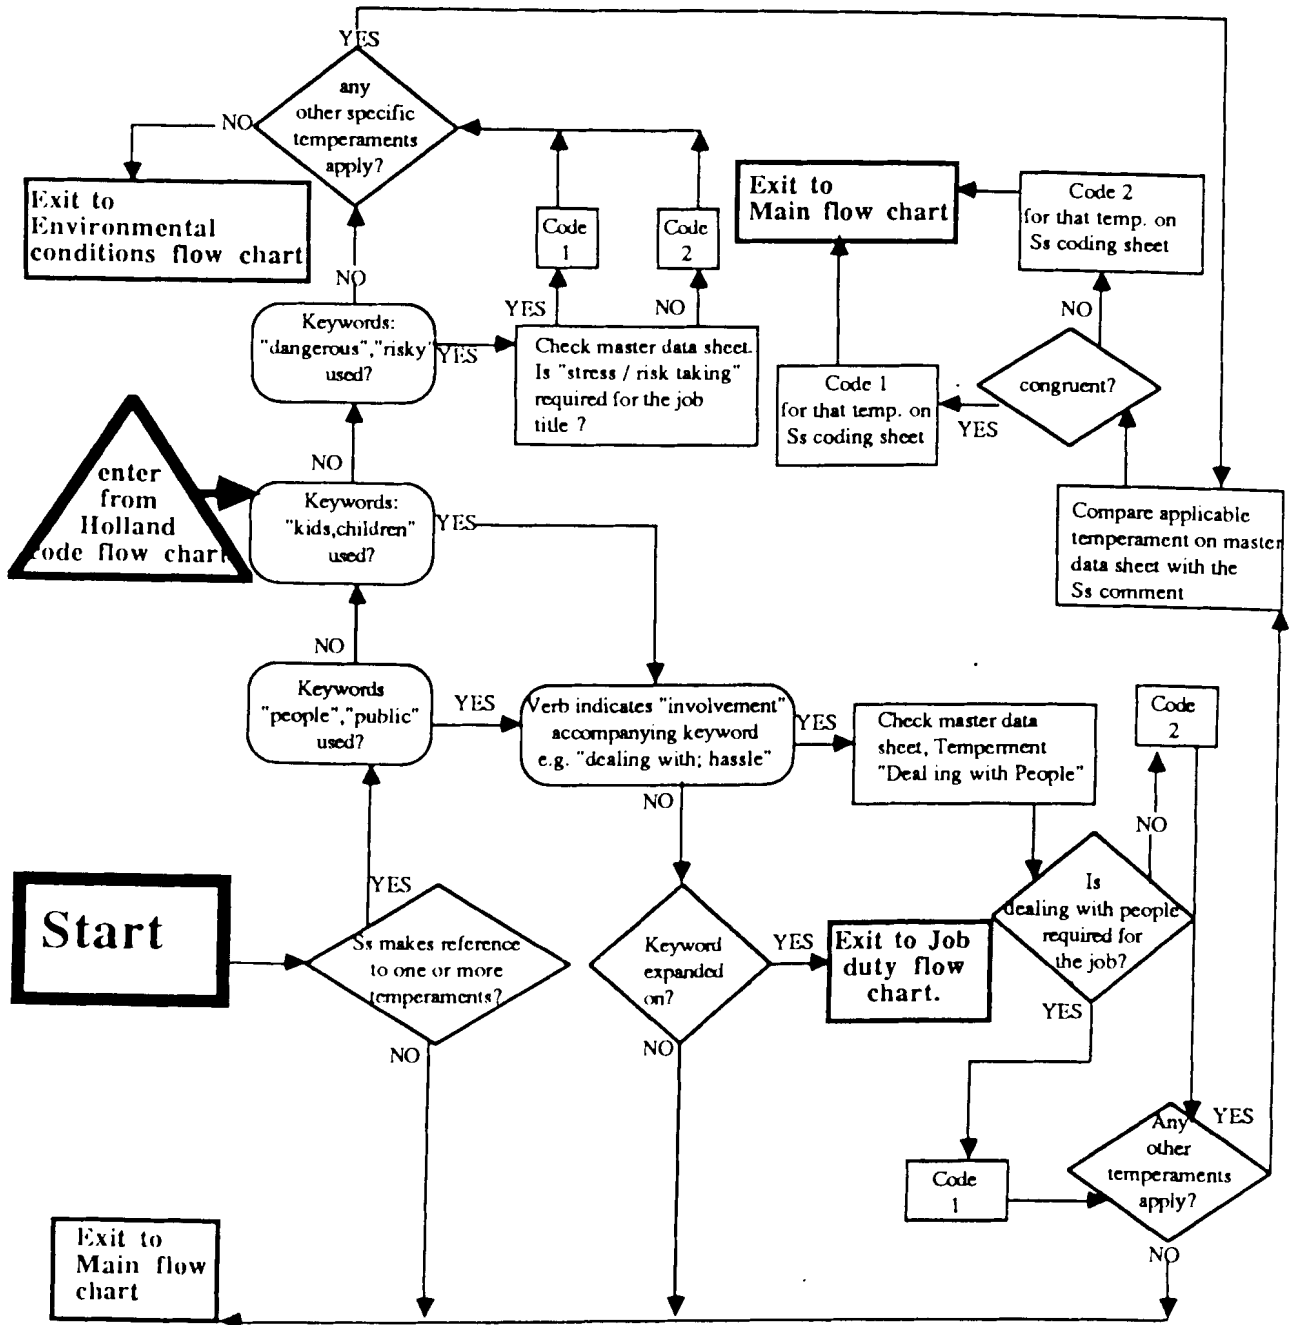 YES
any
other specific
temperaments
apply?
NO
Exit to
Environmental
conditions flow chart
NO
Code
1
Code
2
YES
NO
Exit to
Main flow chart
Code 2
for that temp. on
Ss coding sheet
NO
Keywords:
"dangerous","risky"
used?
YES
Check master data sheet.
Is "stress / risk taking"
required for the job
title ?
Code 1
for that temp. on
Ss coding sheet
YES
congruent?
NO
enter
from
Holland
code flow chart
Keywords:
"kids,children"
used?
YES
Compare applicable
temperament on master
data sheet with the
Ss comment
NO
Keywords
"people","public"
used?
YES
Verb indicates "involvement"
accompanying keyword
e.g. "dealing with; hassle"
YES
NO
Check master data
sheet, Temperment
"Deal ing with People"
Code
2
NO
YES
Start
Ss makes reference
to one or more
temperaments?
NO
Keyword
expanded
on?
YES
NO
Exit to Job
duty flow
chart.
Is
dealing with people
required for
the job?
YES
Code
1
Any
other
temperaments
apply?
YES
NO
Exit to
Main flow
chart